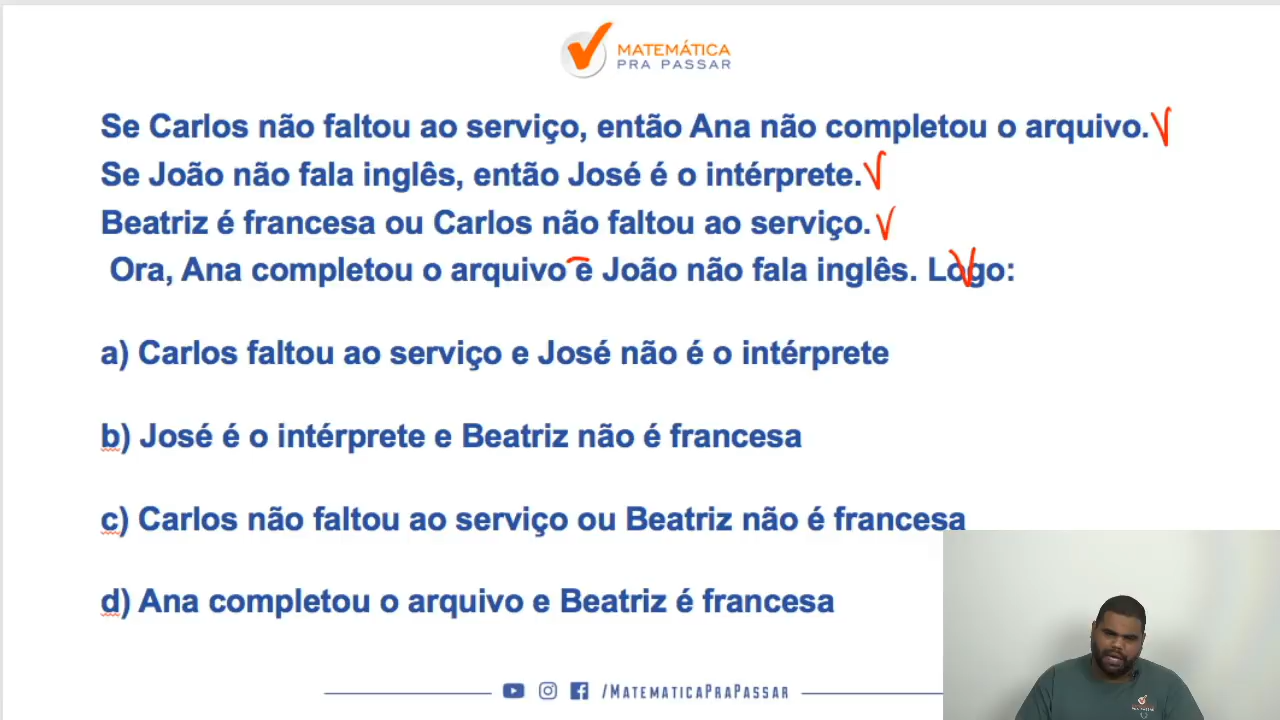 MATEMÁTICA
PRA PASSAR
Se Carlos não faltou ao serviço, então Ana não completou o arquivo.
Se João não fala inglês, então José é o intérprete.
Beatriz é francesa ou Carlos não faltou ao serviço.
Ora, Ana completou o arquivo e João não fala inglês. Logo:
a) Carlos faltou ao serviço e José não é o intérprete
b) José é o intérprete e Beatriz não é francesa
c) Carlos não faltou ao serviço ou Beatriz não é francesa
d) Ana completou o arquivo e Beatriz é francesa
/MATEMATICAPRAPASSAR